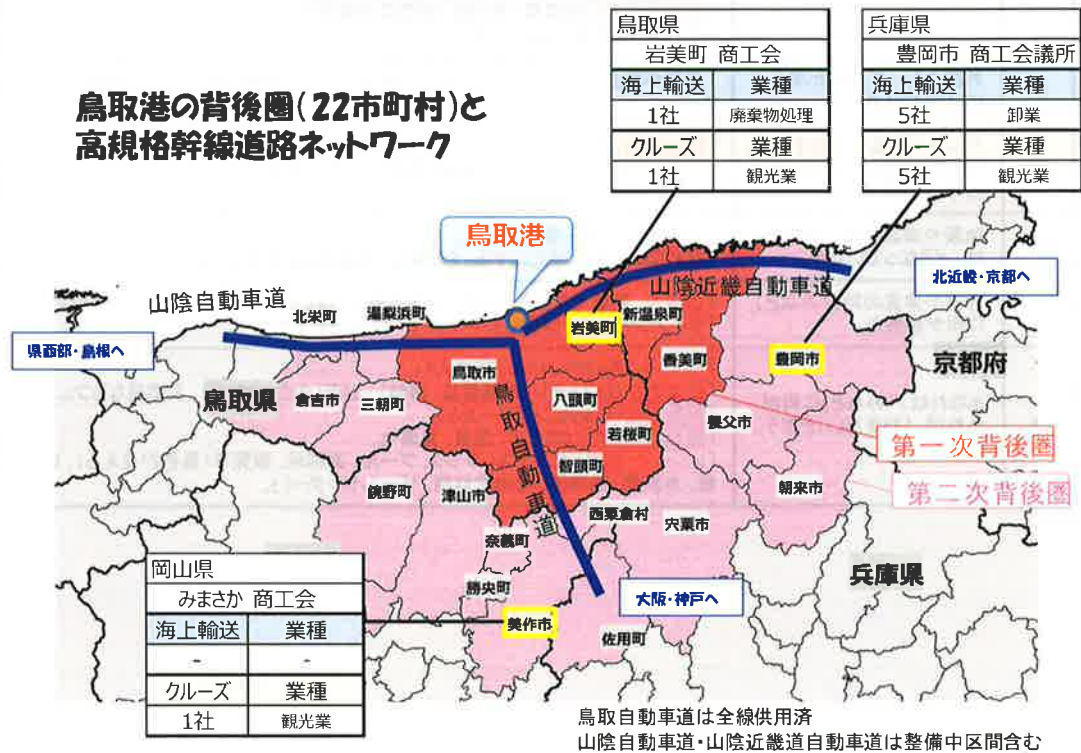 鳥取港の背後圏(22市町村)と
高規格幹線道路ネットワーク
鳥取県
岩美町 商工会
海上輸送 業種
1社 廃棄物処理
クルーズ 業種
1社 観光業
兵庫県
豊岡市 商工会議所
海上輸送 業種
5社 卸業
クルーズ 業種
5社 観光業
鳥取港
山陰自動車道
山陰近畿自動車道
北近畿・京都へ
北栄町
湯梨浜町
岩美町
新温泉町
香美町
豊岡市
京都府
県西部・島根へ
鳥取市
鳥取県
倉吉市
三朝町
八頭町
若桜町
智頭町
鳥取自動車道
養父市
第一次背後圏
第二次背後圏
朝来市
鏡野町
津山市
西粟倉村
宍粟市
奈義町
兵庫県
勝央町
大阪・神戸へ
美作市
佐用町
岡山県
みまさか 商工会
海上輸送 業種
- -
クルーズ 業種
1社 観光業
鳥取自動車道は全線供用済
山陰自動車道・山陰近畿道自動車道は整備中区間含む